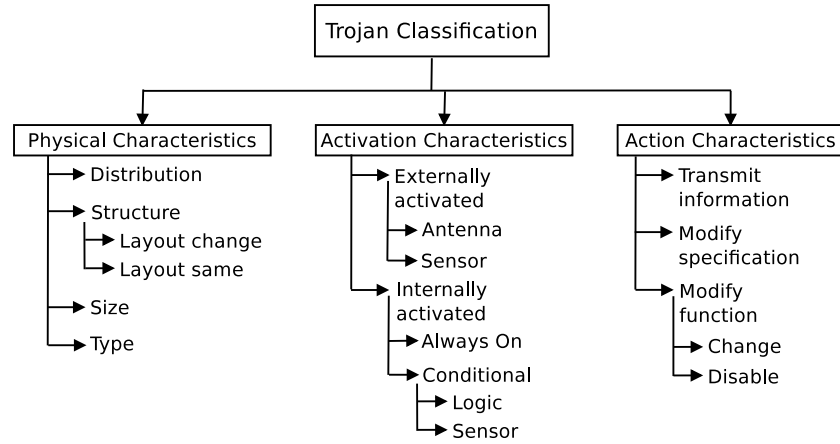 Trojan Classification
Physical Characteristics
Distribution
Structure
Layout change
Layout same
Size
Type
Activation Characteristics
Externally
activated
Antenna
Sensor
Internally
activated
Always On
Conditional
Logic
Sensor
Action Characteristics
Transmit
information
Modify
specification
Modify
function
Change
Disable